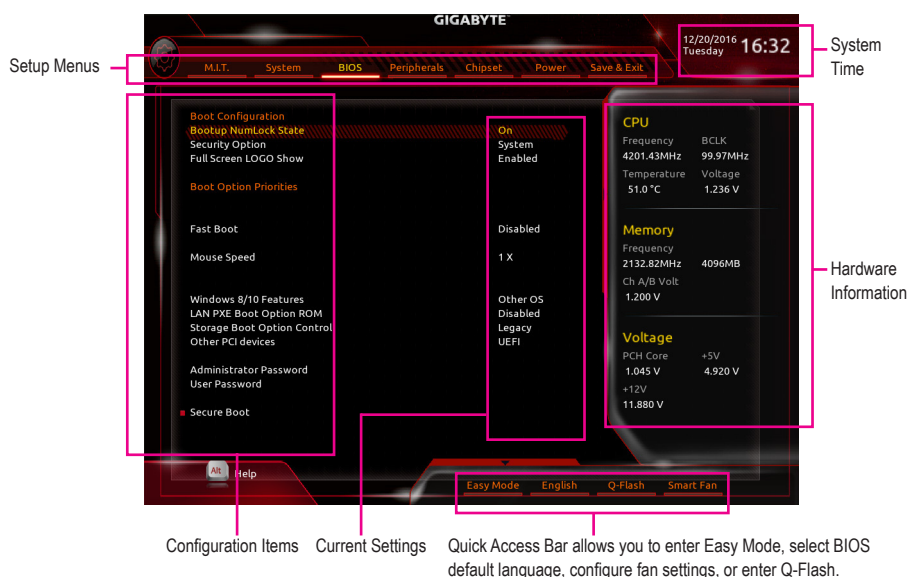 GIGABYTE
12/20/2016 16:32
Tuesday
System
Time
Setup Menus
M.I.T. System BIOS Peripherals Chipset Power Save & Exit
Boot Configuration
Bootup NumLock State On
Security Option System
Full Screen LOGO Show Enabled
Boot Option Priorities
Fast Boot Disabled
Mouse Speed 1 X
Windows 8/10 Features Other OS
LAN PXE Boot Option ROM Disabled
Storage Boot Option Control Legacy
Other PCI devices UEFI
Administrator Password
User Password
Secure Boot
CPU
Frequency BCLK
4201.43MHz 99.97MHz
Temperature Voltage
51.0 °C 1.236 V
Memory
Frequency
2132.82MHz 4096MB
Ch A/B Volt
1.200 V
Voltage
PCH Core +5V
1.045 V 4.920 V
+12V
11.880 V
Hardware
Information
Alt Help
Easy Mode English Q-Flash Smart Fan
Configuration Items Current Settings Quick Access Bar allows you to enter Easy Mode, select BIOS
default language, configure fan settings, or enter Q-Flash.